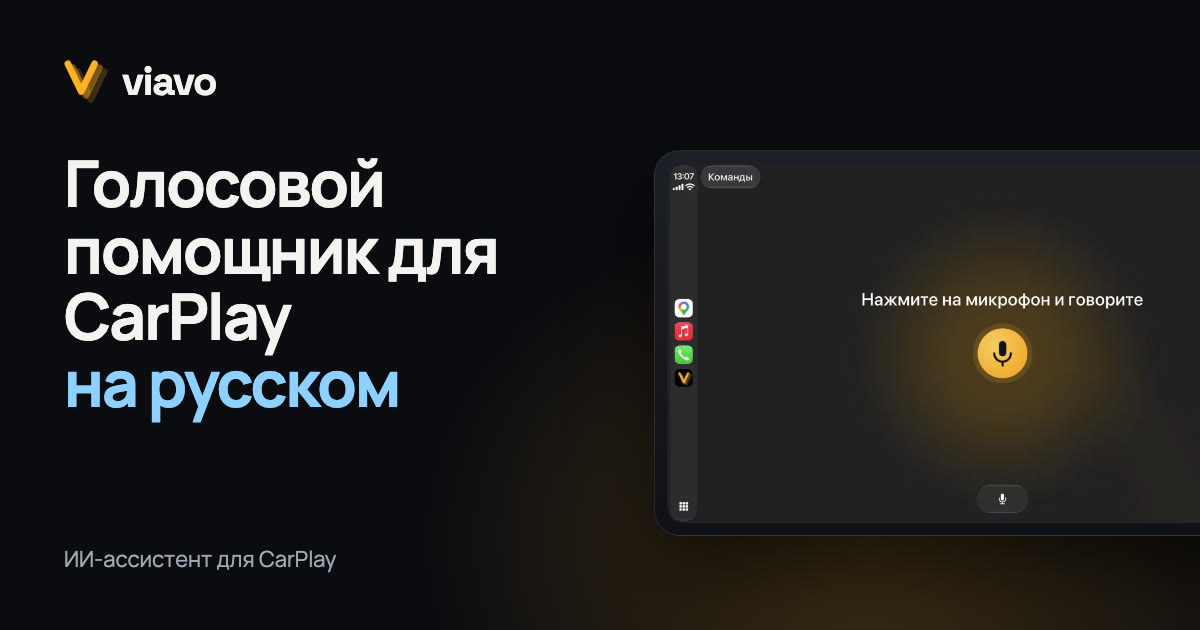 viavo
Голосовой
помощник для
CarPlay
на русском
ИИ-ассистент для CarPlay
13:07
Команды
Нажмите на микрофон и говорите